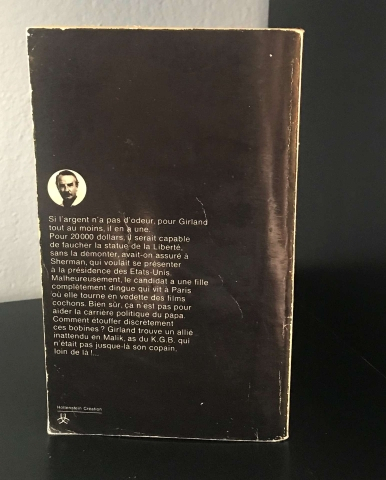 Si l'argent n'a pas d'odeur, pour Girland
tout au moins, il en a une.
Pour 20 000 dollars, il serait capable
de faucher la statue de la Liberté,
sans la démonter, avait-on assuré à
Sherman, qui voulait se présenter
à la présidence des Etats-Unis.
Malheureusement, le candidat a une fille
complètement dingue qui vit à Paris
où elle tourne en vedette des films
cochons. Bien sûr, ça n'est pas pour
aider la carrière politique du papa.
Comment étouffer discrètement
ces bobines ? Girland trouve un allié
inattendu en Malik, as du K.G.B. qui
n'était pas jusque-là son copain,
loin de là !...
Hollenstein Création